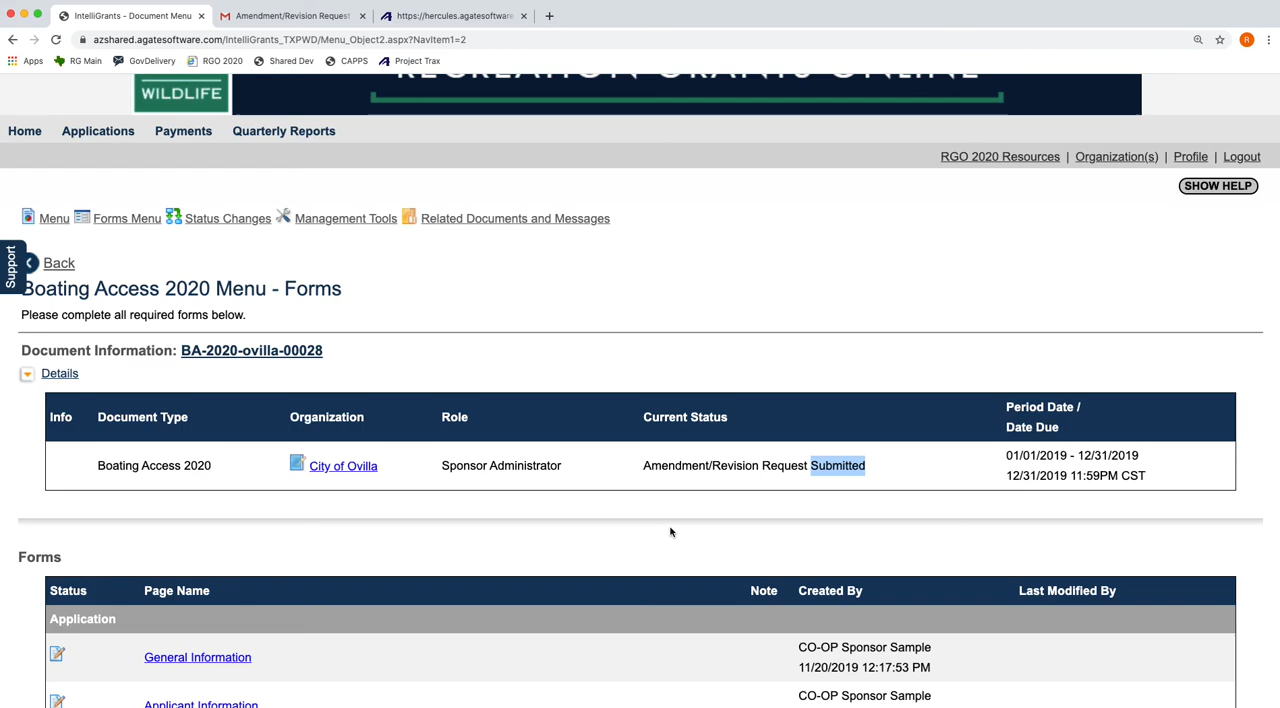 IntelliGrants - Document Menu
Amendment/Revision Request
https://hercules.agatesoftware
azshared.agatesoftware.com/IntelliGrants_TXPWD/Menu_Object2.aspx?NavItem1=2
R
Apps RG Main GovDelivery RGO 2020 Shared Dev CAPPS Project Trax
RECREATION GRANTS ONLINE
WILDLIFE
Home Applications Payments Quarterly Reports
RGO 2020 Resources | Organization(s) | Profile | Logout
SHOW HELP
Menu Forms Menu Status Changes Management Tools Related Documents and Messages
Support
Back
Boating Access 2020 Menu - Forms
Please complete all required forms below.
Document Information: BA-2020-ovilla-00028
Details
Info Document Type Organization Role Current Status Period Date /
Date Due
Boating Access 2020 City of Ovilla Sponsor Administrator Amendment/Revision Request Submitted 01/01/2019 - 12/31/2019
12/31/2019 11:59PM CST
Forms
Status Page Name Note Created By Last Modified By
Application
General Information CO-OP Sponsor Sample
11/20/2019 12:17:53 PM
Applicant Information CO-OP Sponsor Sample